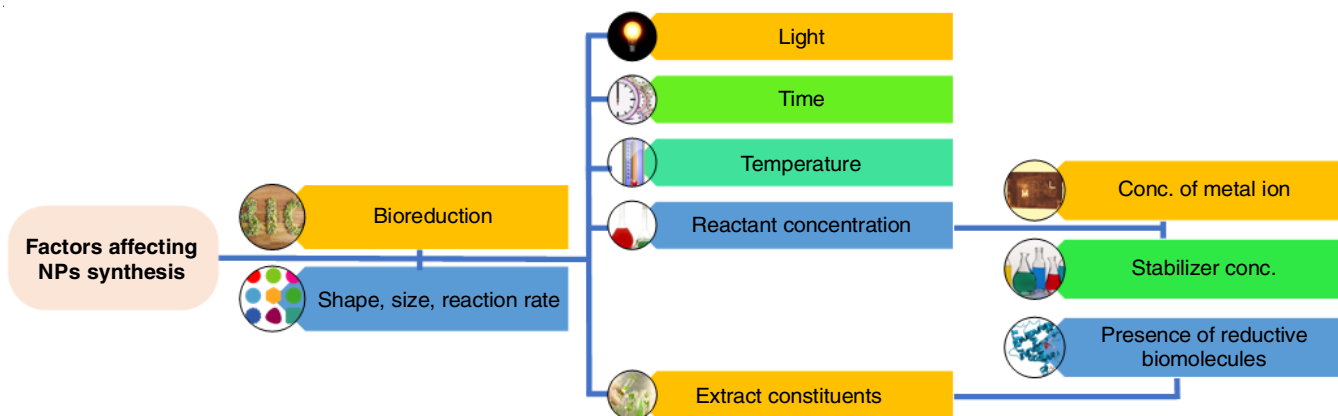 Factors affecting
NPs synthesis
Bioreduction
Shape, size, reaction rate
Light
Time
Temperature
Reactant concentration
Extract constituents
Conc. of metal ion
Stabilizer conc.
Presence of reductive
biomolecules